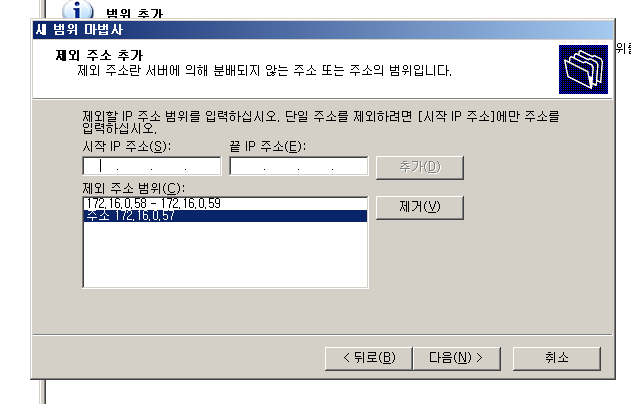 범위 추가
새 범위 마법사
위를
제외 주소 추가
제외 주소란 서버에 의해 분배되지 않는 주소 또는 주소의 범위입니다.
제외할 IP 주소 범위를 입력하십시오. 단일 주소를 제외하려면 [시작 IP 주소]에만 주소를
입력하십시오.
시작 IP 주소(S): 끝 IP 주소(E):
추가(D)
제외 주소 범위(C):
172.16.0.58 - 172.16.0.59
주소 172.16.0.57
제거(V)
< 뒤로(B) 다음(N) > 취소